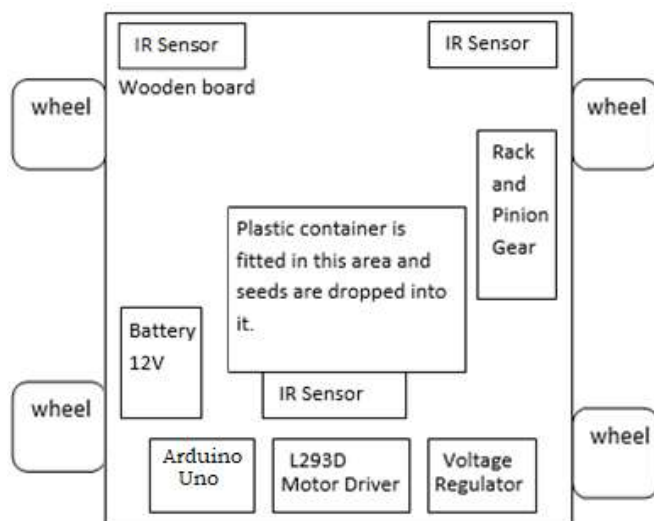 IR Sensor
IR Sensor
Wooden board
wheel
wheel
Rack
and
Pinion
Gear
Plastic container is
fitted in this area and
seeds are dropped into
it.
Battery
12V
IR Sensor
wheel
wheel
Arduino
Uno
L293D
Motor Driver
Voltage
Regulator